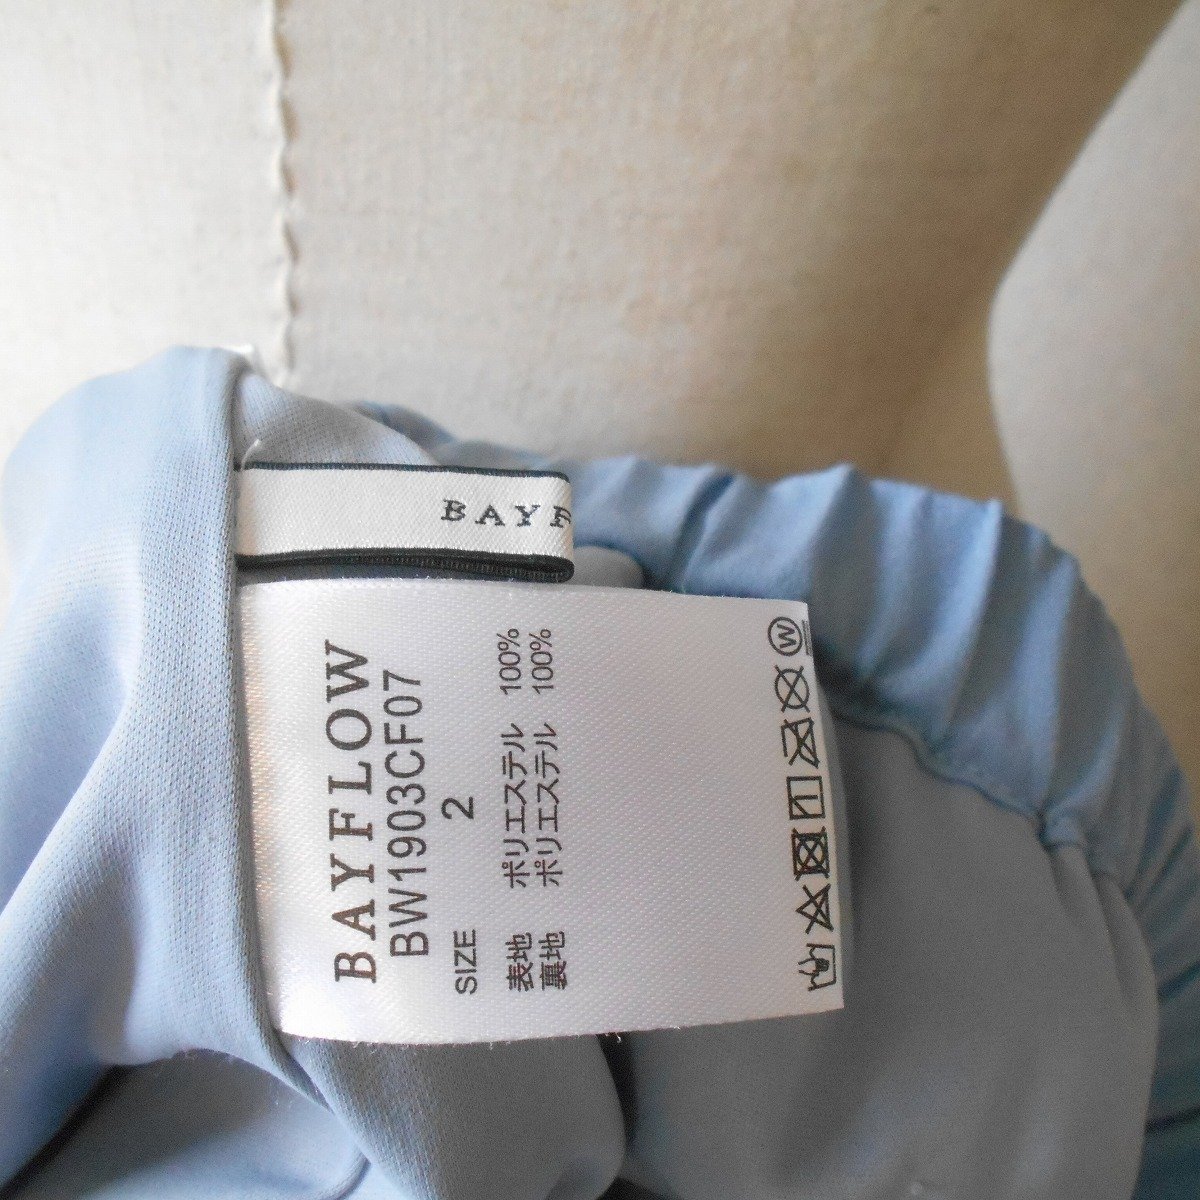 BAYF
BAYFLOW
BW1903CF07
SIZE 2
表地 ポリエステル 100%
裏地 ポリエステル 100%
W